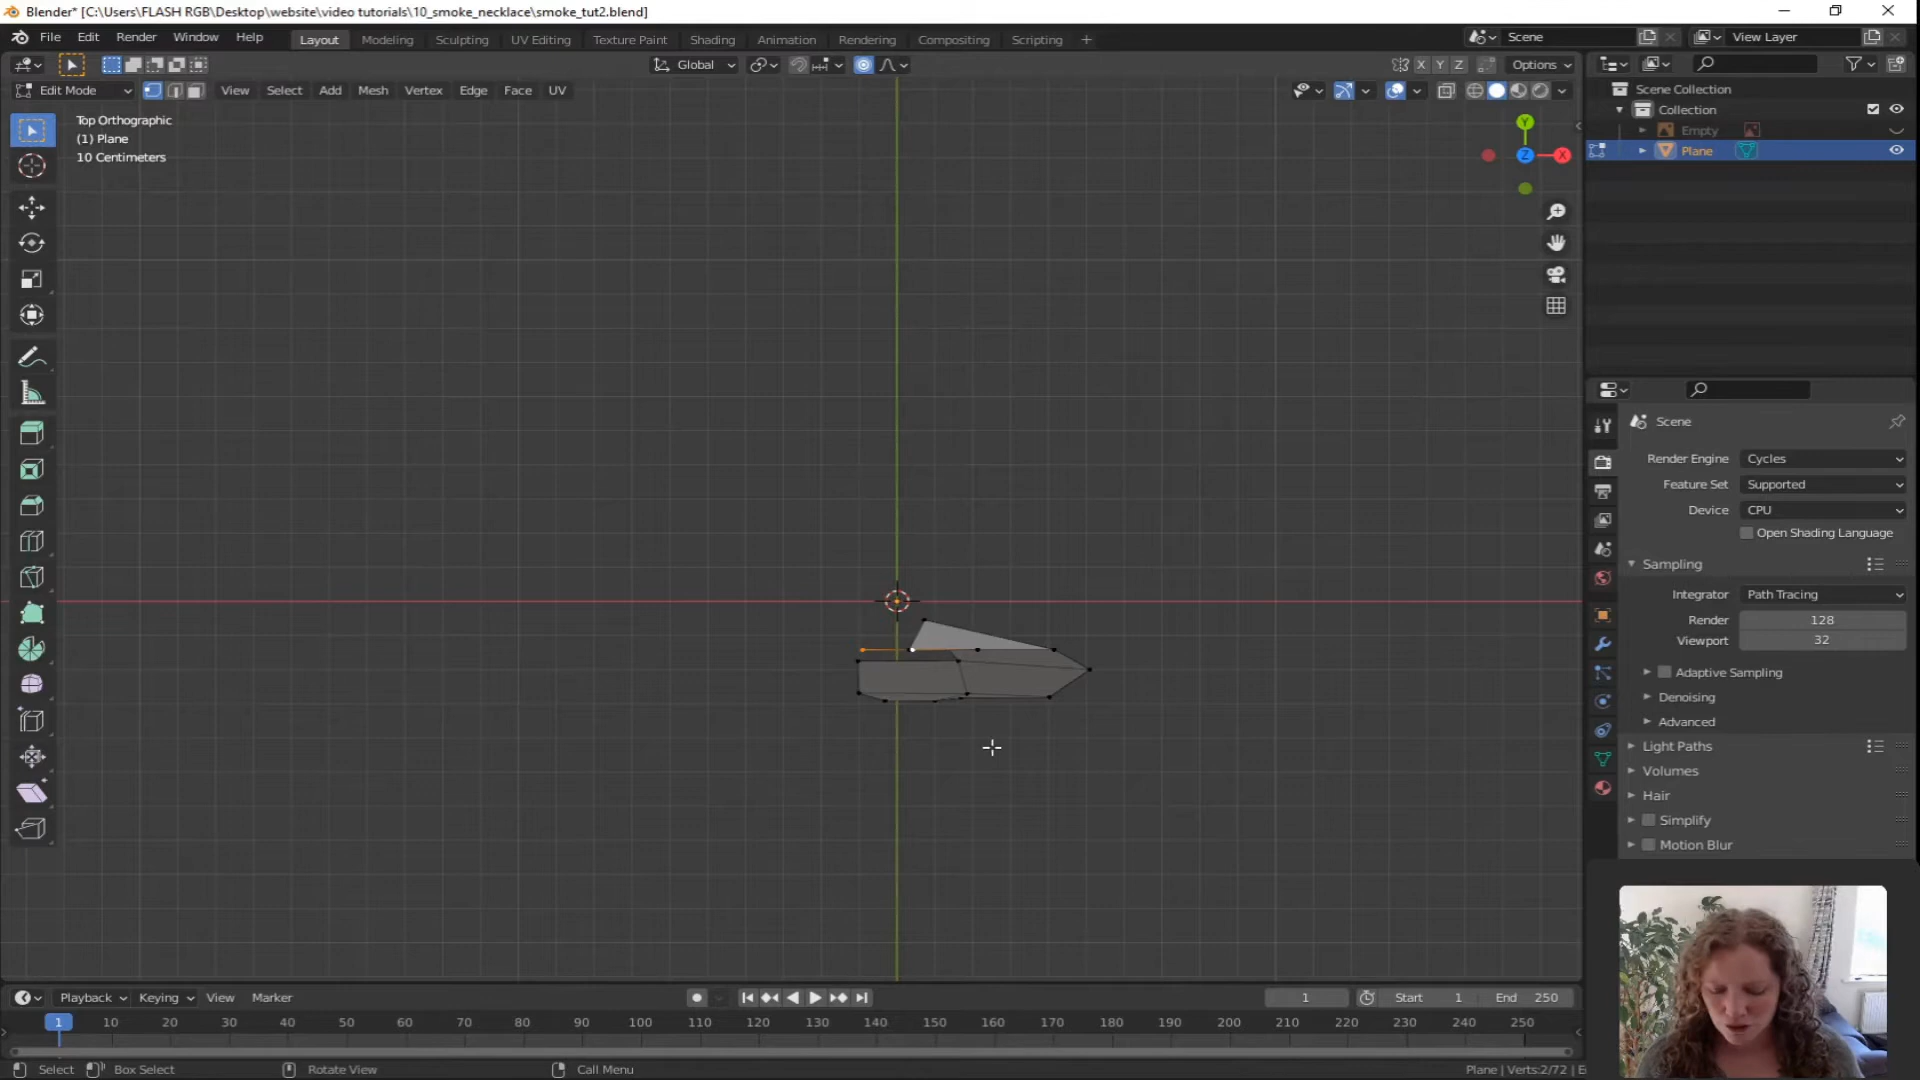 Blender* [C:\Users\FLASH RGB\Desktop\website\video tutorials\10_smoke_necklace\smoke_tut2.blend]
File Edit Render Window Help Layout Modeling Sculpting UV Editing Texture Paint Shading Animation Rendering Compositing Scripting + Scene View Layer
Global X Y Z Options
Edit Mode View Select Add Mesh Vertex Edge Face UV
Scene Collection
Collection
Empty
Plane
Top Orthographic
(1) Plane
10 Centimeters
Y
Z X
Scene
Render Engine Cycles
Feature Set Supported
Device CPU
Open Shading Language
Sampling
Integrator Path Tracing
Render 128
Viewport 32
Adaptive Sampling
Denoising
Advanced
Light Paths
Volumes
Hair
Simplify
Motion Blur
Playback Keying View Marker 1 Start 1 End 250
1 10 20 30 40 50 60 70 80 90 100 110 120 130 140 150 160 170 180 190 200 210 220 230 240 250
Select Box Select Rotate View Call Menu Plane | Verts:2/72 | E